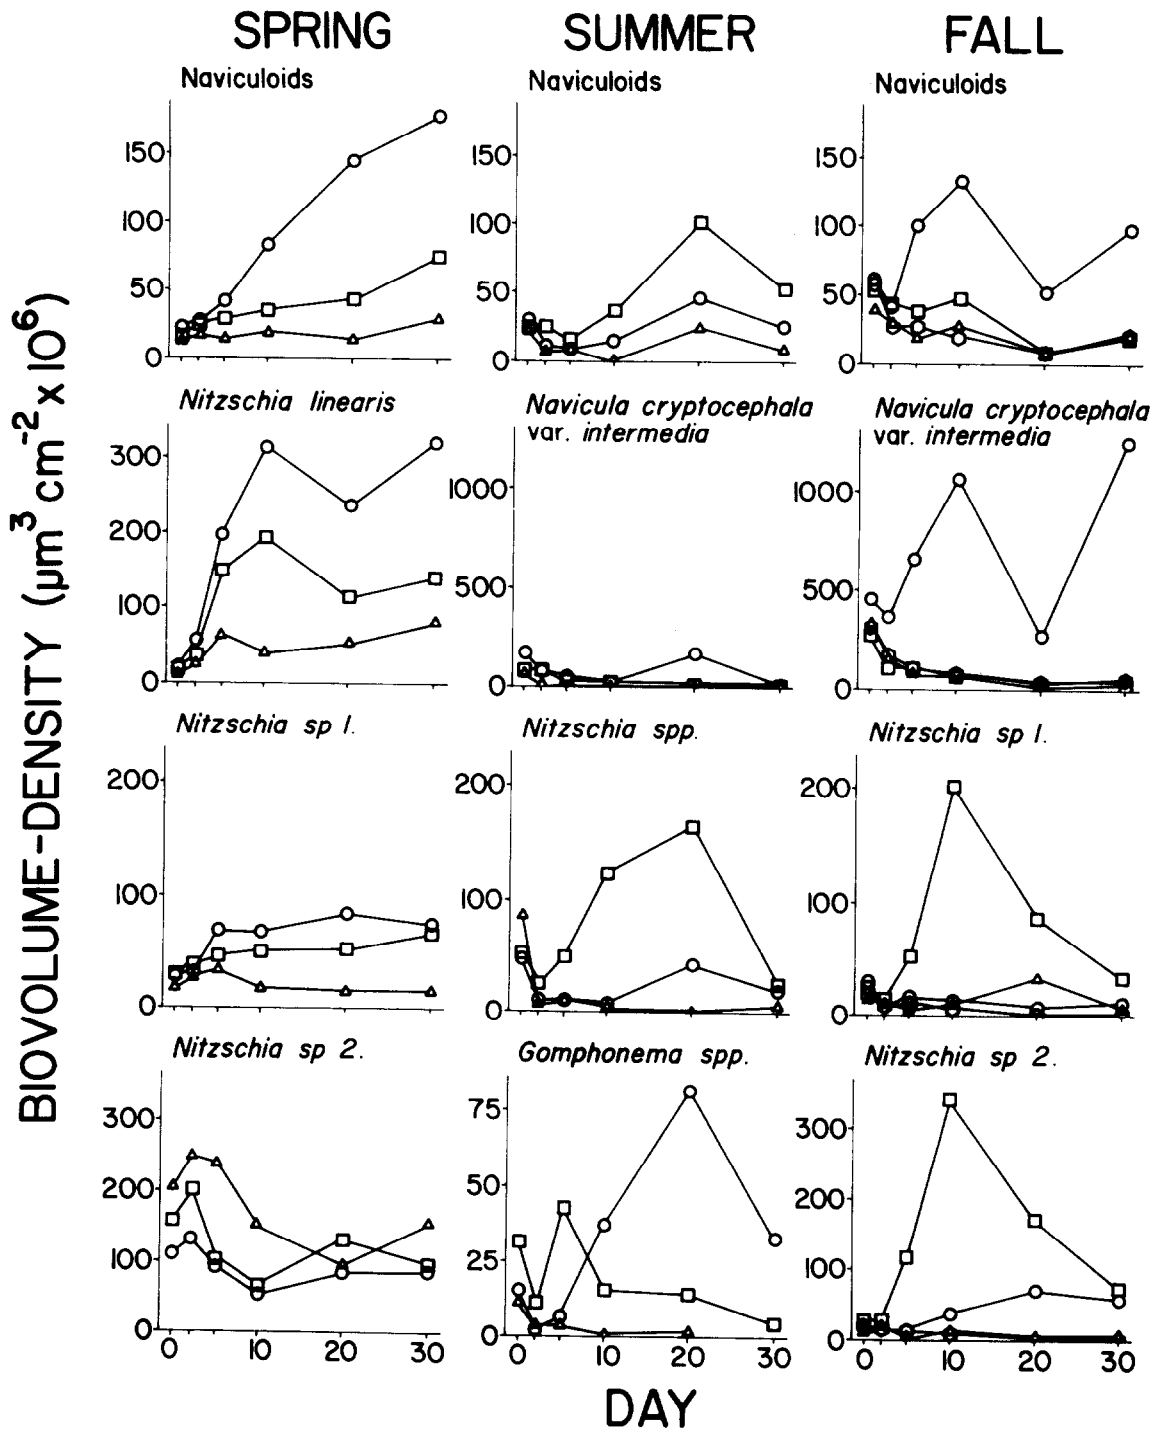 SPRING SUMMER FALL
BIOVOLUME-DENSITY (µm³ cm⁻² x 10⁶)
Naviculoids
150
100
50
0
Naviculoids
150
100
50
0
Naviculoids
150
100
50
0
Nitzschia linearis
300
200
100
0
Navicula cryptocephala
var. intermedia
1000
500
0
Navicula cryptocephala
var. intermedia
1000
500
0
Nitzschia sp 1.
200
100
0
Nitzschia spp.
200
100
0
Nitzschia sp 1.
200
100
0
Nitzschia sp 2.
300
200
100
0
0 10 20 30
Gomphonema spp.
75
50
25
0
0 10 20 30
Nitzschia sp 2.
300
200
100
0
0 10 20 30
DAY